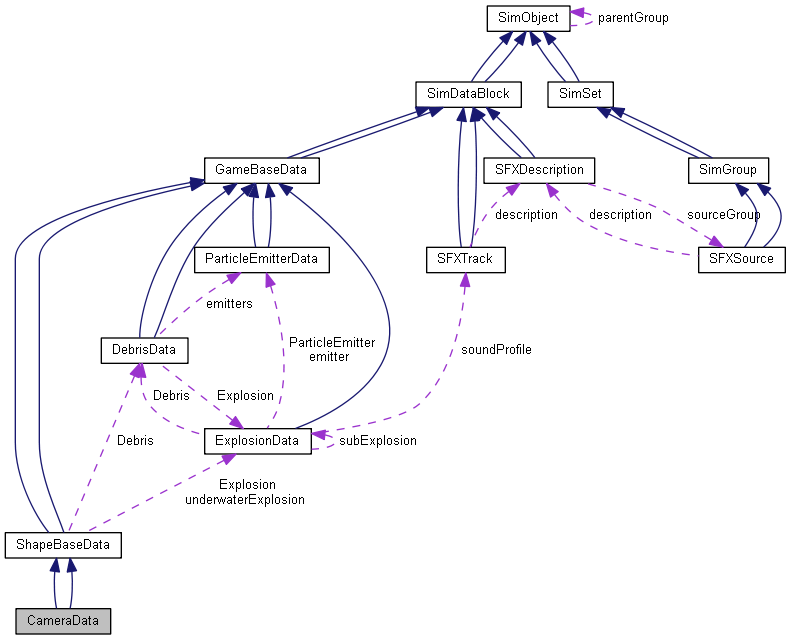 SimObject
parentGroup
SimDataBlock
SimSet
GameBaseData
SFXDescription
SimGroup
description
description
sourceGroup
ParticleEmitterData
SFXTrack
SFXSource
emitters
ParticleEmitter
emitter
soundProfile
DebrisData
Debris
Explosion
Debris
ExplosionData
subExplosion
Explosion
underwaterExplosion
ShapeBaseData
CameraData